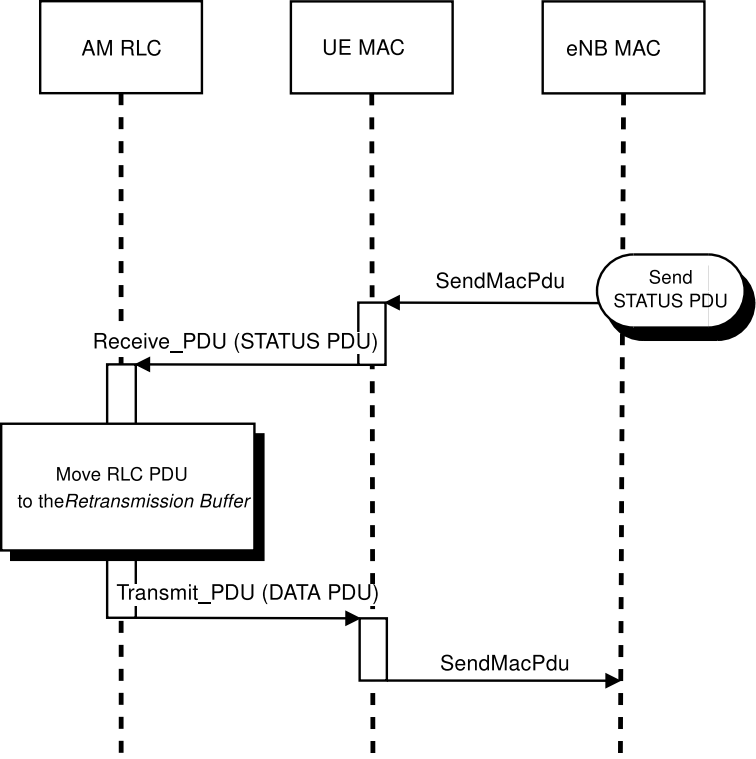 AM RLC
UE MAC
eNB MAC
Send
STATUS PDU
SendMacPdu
Receive_PDU (STATUS PDU)
Move RLC PDU
to theRetransmission Buffer
Transmit_PDU (DATA PDU)
SendMacPdu